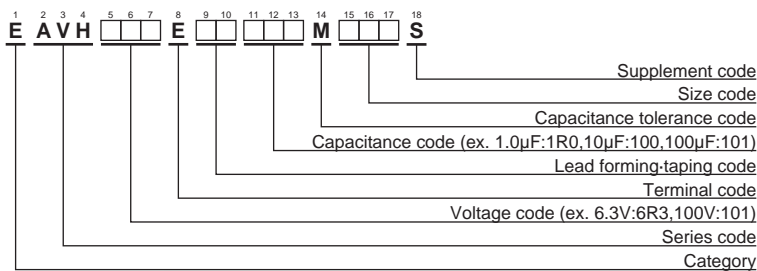 1 2 3 4 5 6 7 8 9 10 11 12 13 14 15 16 17 18
E AVH □□□ E □□ □□□ M □□□ S
Supplement code
Size code
Capacitance tolerance code
Capacitance code (ex. 1.0μF:1R0,10μF:100,100μF:101)
Lead forming·taping code
Terminal code
Voltage code (ex. 6.3V:6R3,100V:101)
Series code
Category